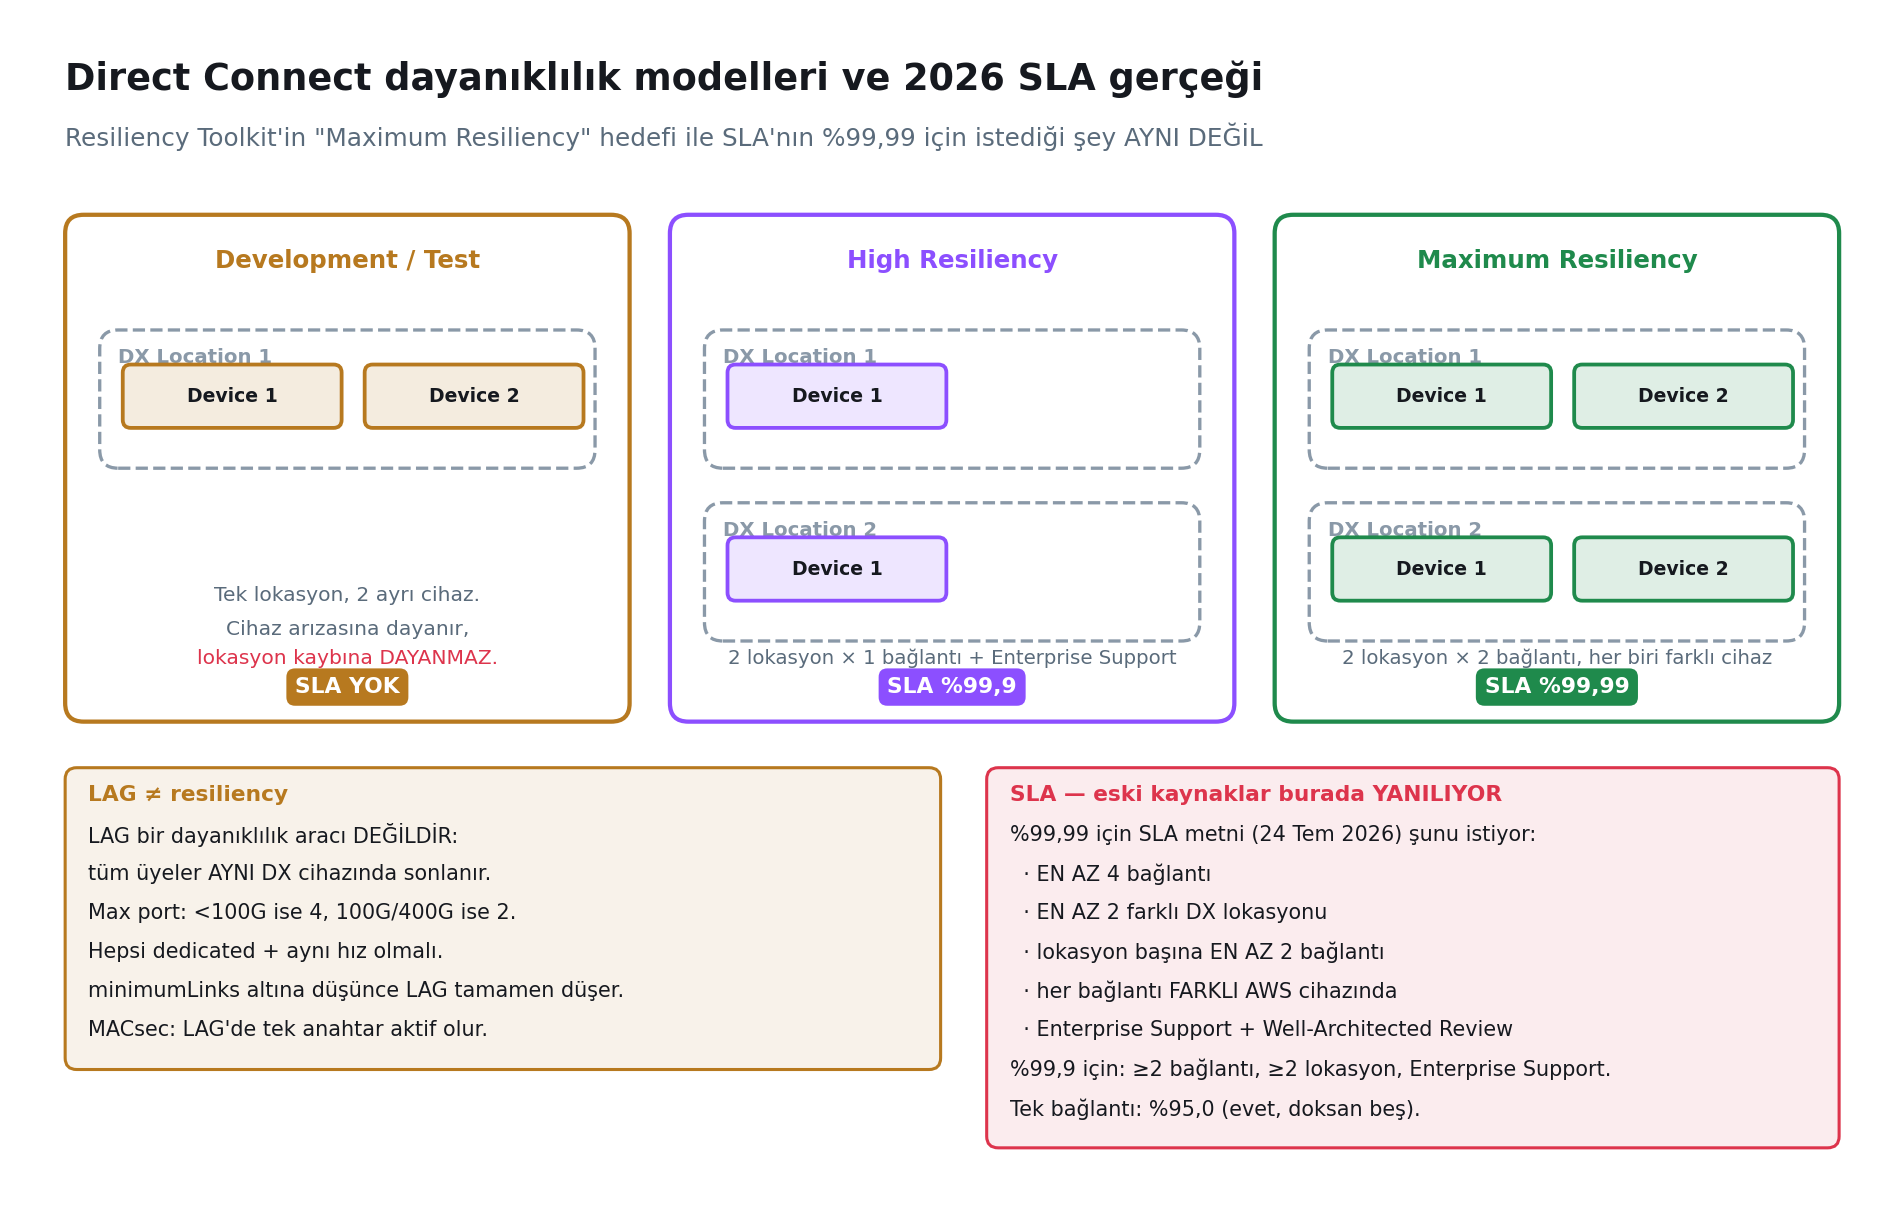 Direct Connect dayanıklılık modelleri ve 2026 SLA gerçeği
Resiliency Toolkit'in "Maximum Resiliency" hedefi ile SLA'nın %99,99 için istediği şey AYNI DEĞİL
Development / Test
DX Location 1
Device 1
Device 2
Tek lokasyon, 2 ayrı cihaz.
Cihaz arızasına dayanır,
lokasyon kaybına DAYANMAZ.
SLA YOK
High Resiliency
DX Location 1
Device 1
DX Location 2
Device 1
2 lokasyon × 1 bağlantı + Enterprise Support
SLA %99,9
Maximum Resiliency
DX Location 1
Device 1
Device 2
DX Location 2
Device 1
Device 2
2 lokasyon × 2 bağlantı, her biri farklı cihaz
SLA %99,99
LAG ≠ resiliency
LAG bir dayanıklılık aracı DEĞİLDİR:
tüm üyeler AYNI DX cihazında sonlanır.
Max port: <100G ise 4, 100G/400G ise 2.
Hepsi dedicated + aynı hız olmalı.
minimumLinks altına düşünce LAG tamamen düşer.
MACsec: LAG'de tek anahtar aktif olur.
SLA — eski kaynaklar burada YANILIYOR
%99,99 için SLA metni (24 Tem 2026) şunu istiyor:
· EN AZ 4 bağlantı
· EN AZ 2 farklı DX lokasyonu
· lokasyon başına EN AZ 2 bağlantı
· her bağlantı FARKLI AWS cihazında
· Enterprise Support + Well-Architected Review
%99,9 için: ≥2 bağlantı, ≥2 lokasyon, Enterprise Support.
Tek bağlantı: %95,0 (evet, doksan beş).